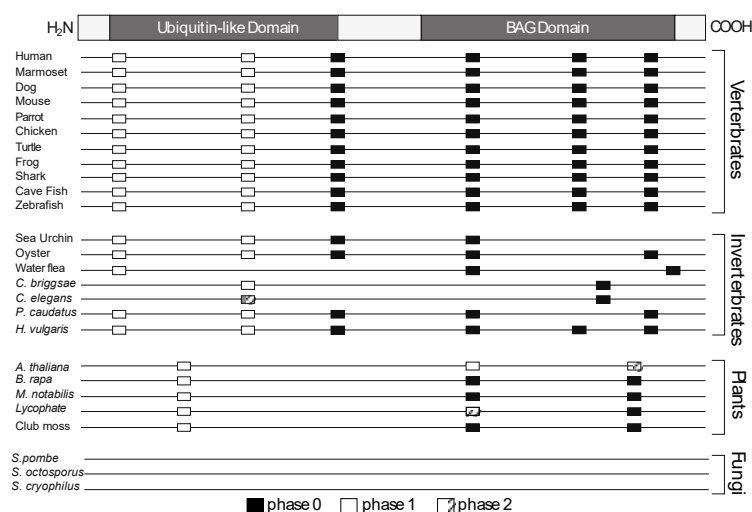 H₂N Ubiquitin-like Domain BAG Domain COOH
Human
Marmoset
Dog
Mouse
Parrot
Chicken
Turtle
Frog
Shark
Cave Fish
Zebrafish
Verterbrates
Sea Urchin
Oyster
Water flea
C. briggsae
C. elegans
P. caudatus
H. vulgaris
Inverterbrates
A. thaliana
B. rapa
M. notabilis
Lycophate
Club moss
Plants
S.pombe
S. octosporus
S. cryophilus
Fungi
phase 0 phase 1 phase 2